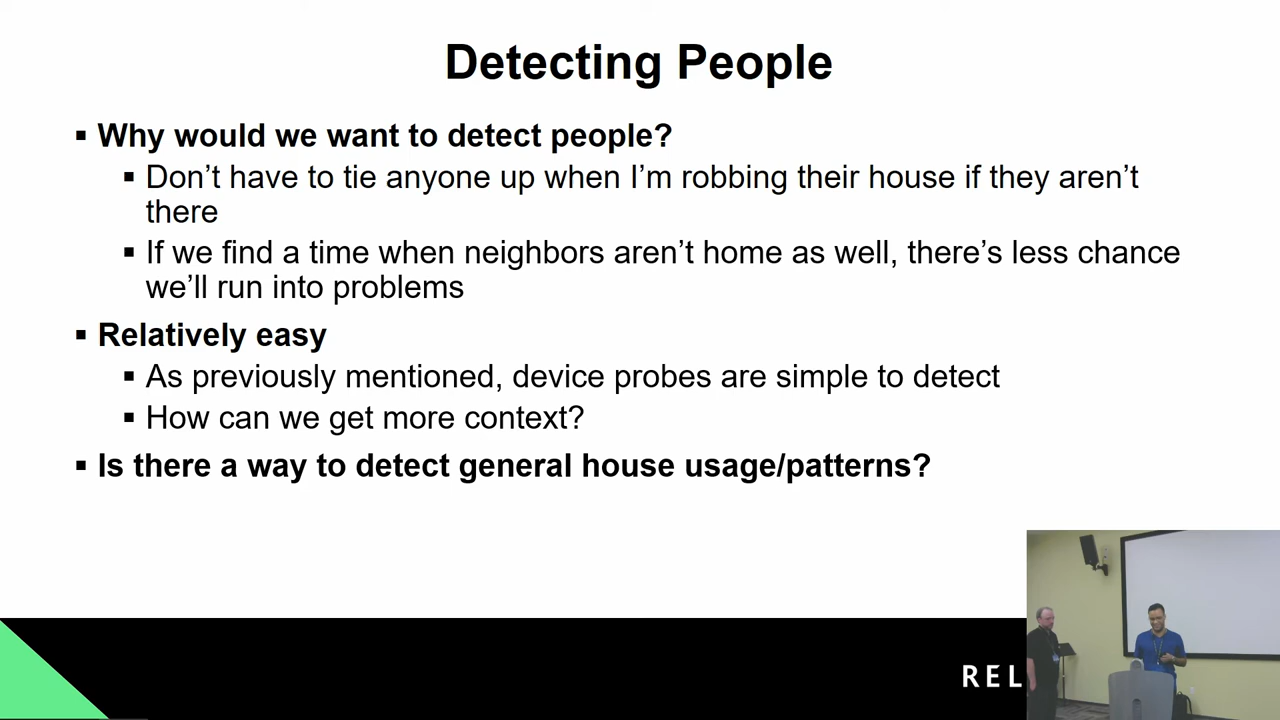 Detecting People
▪ Why would we want to detect people?
▪ Don’t have to tie anyone up when I’m robbing their house if they aren’t
there
▪ If we find a time when neighbors aren’t home as well, there’s less chance
we’ll run into problems
▪ Relatively easy
▪ As previously mentioned, device probes are simple to detect
▪ How can we get more context?
▪ Is there a way to detect general house usage/patterns?
REL